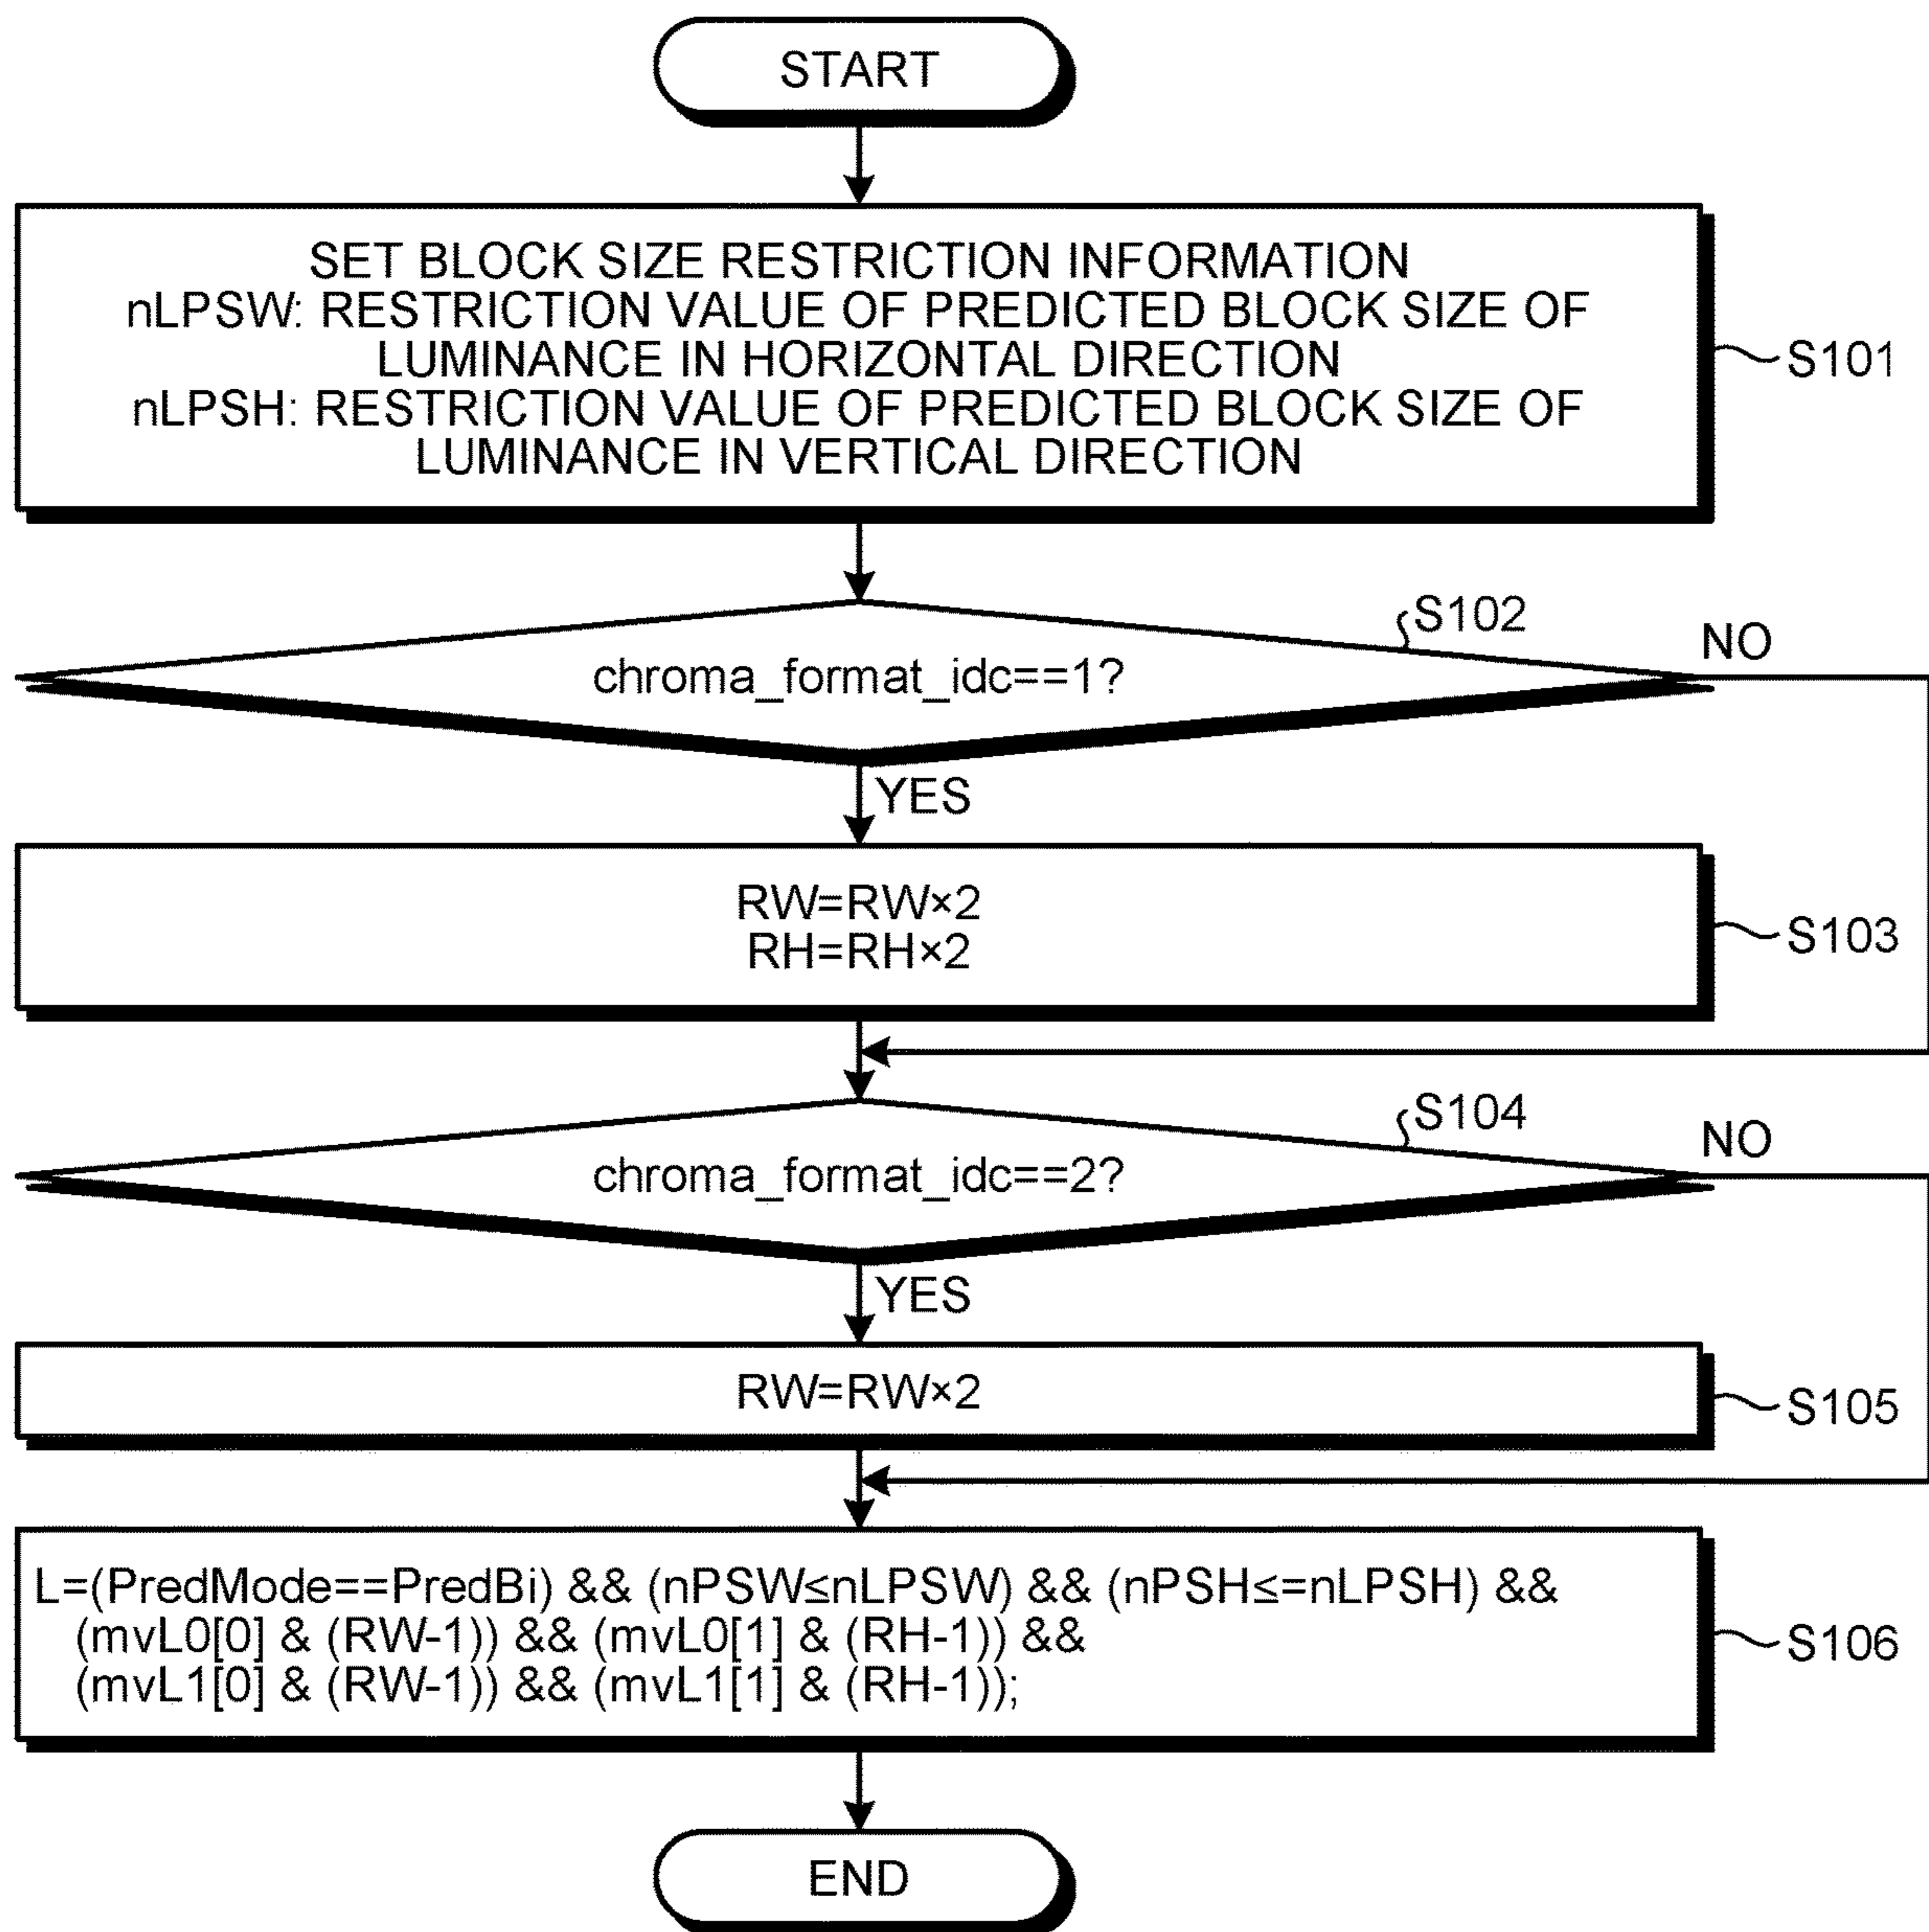 START
SET BLOCK SIZE RESTRICTION INFORMATION
nLPSW: RESTRICTION VALUE OF PREDICTED BLOCK SIZE OF
LUMINANCE IN HORIZONTAL DIRECTION
nLPSH: RESTRICTION VALUE OF PREDICTED BLOCK SIZE OF
LUMINANCE IN VERTICAL DIRECTION
S101
S102
NO
chroma_format_idc==1?
YES
RW=RW×2
RH=RH×2
S103
S104
NO
chroma_format_idc==2?
YES
RW=RW×2
S105
L=(PredMode==PredBi) && (nPSW≤nLPSW) && (nPSH≤=nLPSH) &&
(mvL0[0] & (RW-1)) && (mvL0[1] & (RH-1)) &&
(mvL1[0] & (RW-1)) && (mvL1[1] & (RH-1));
S106
END